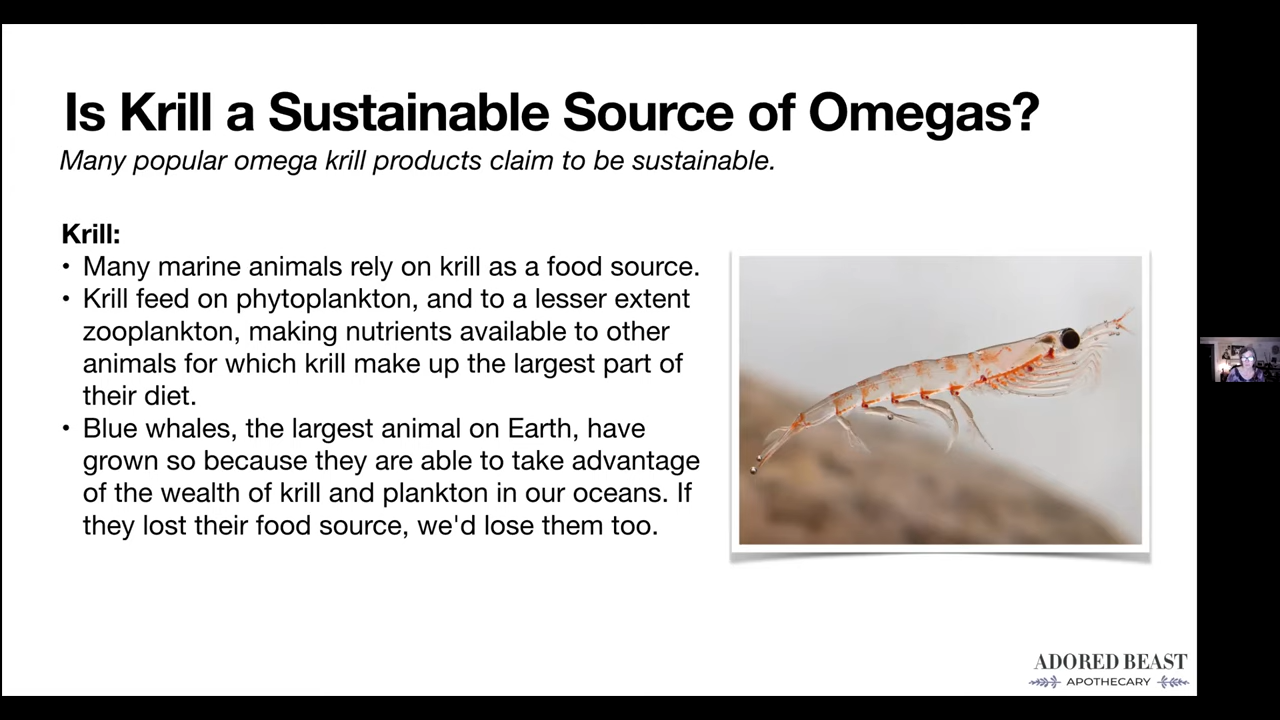 Is Krill a Sustainable Source of Omegas?
Many popular omega krill products claim to be sustainable.
Krill:
• Many marine animals rely on krill as a food source.
• Krill feed on phytoplankton, and to a lesser extent
zooplankton, making nutrients available to other
animals for which krill make up the largest part of
their diet.
• Blue whales, the largest animal on Earth, have
grown so because they are able to take advantage
of the wealth of krill and plankton in our oceans. If
they lost their food source, we'd lose them too.
ADORED BEAST
APOTHECARY